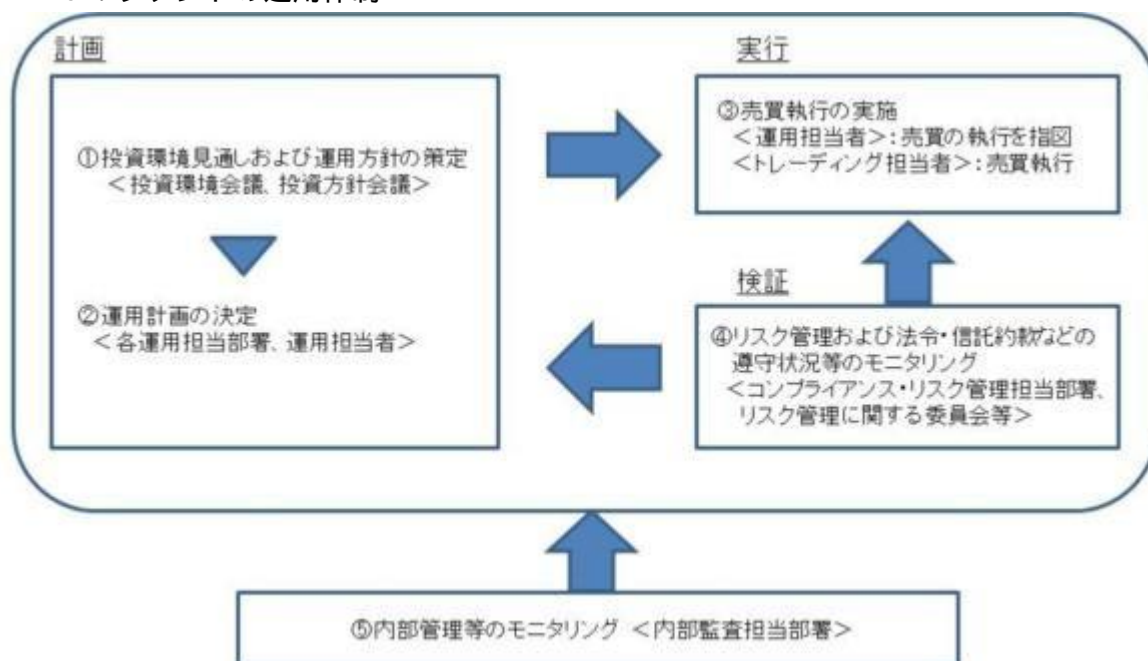 計画
①投資環境見通しおよび運用方針の策定
＜投資環境会議、投資方針会議＞
②運用計画の決定
＜各運用担当部署、運用担当者＞
実行
③売買執行の実施
＜運用担当者＞：売買の執行を指図
＜トレーディング担当者＞：売買執行
検証
④リスク管理および法令・信託約款などの
遵守状況等のモニタリング
＜コンプライアンス・リスク管理担当部署、
リスク管理に関する委員会等＞
⑤内部管理等のモニタリング ＜内部監査担当部署＞